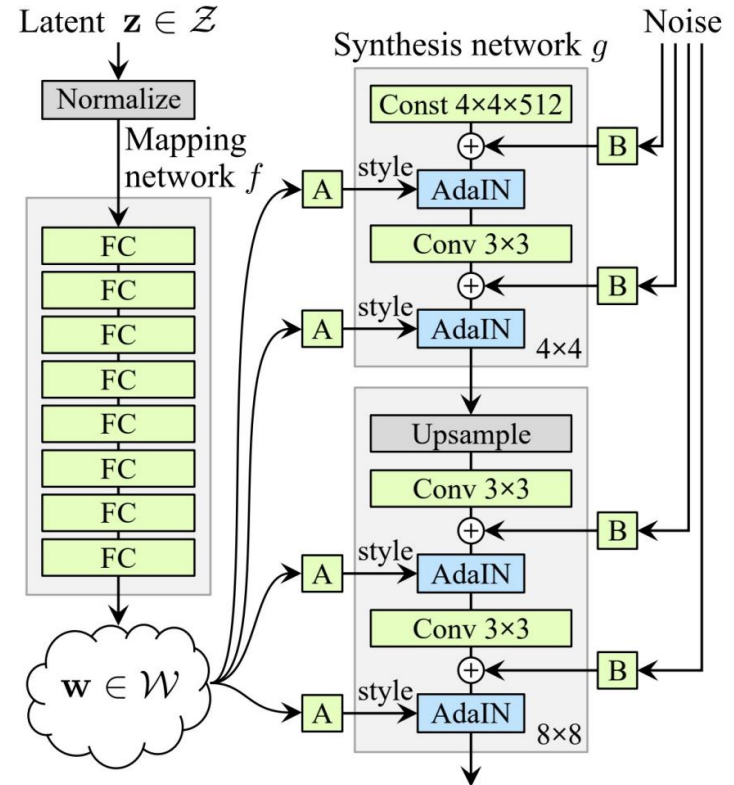 Latent z ∈ 𝒵
Normalize
Mapping
network f
FC
FC
FC
FC
FC
FC
FC
FC
w ∈ 𝒲
Synthesis network g
Noise
Const 4×4×512
B
style
A
AdaIN
Conv 3×3
B
style
A
AdaIN
4×4
Upsample
Conv 3×3
B
style
A
AdaIN
Conv 3×3
B
style
A
AdaIN
8×8